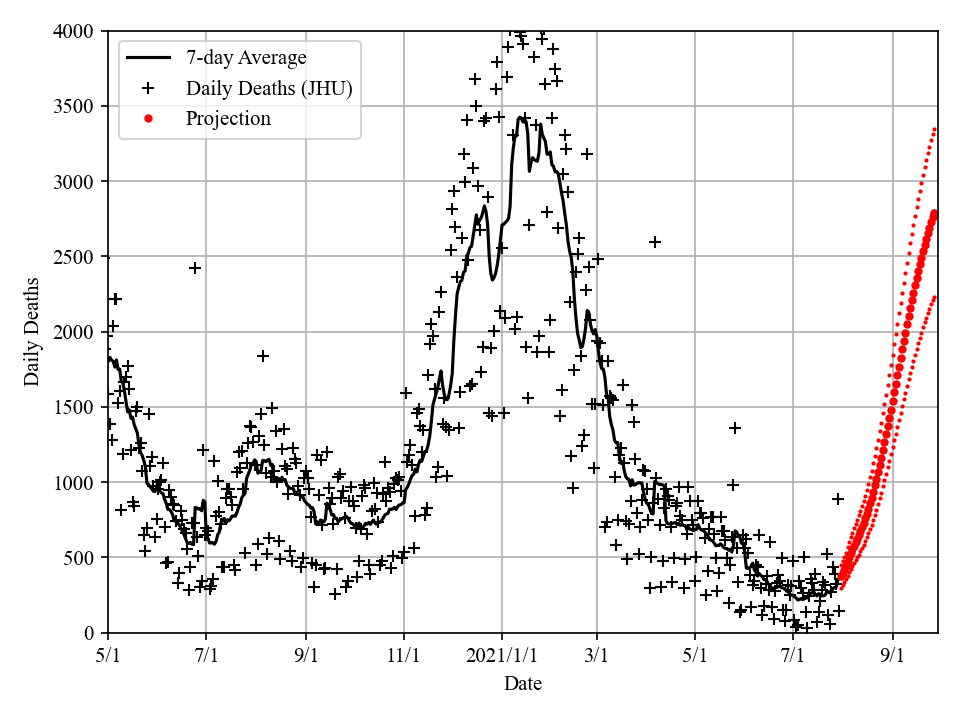 4000
3500
3000
2500
2000
1500
1000
500
0
Daily Deaths
7-day Average
Daily Deaths (JHU)
Projection
5/1 7/1 9/1 11/1 2021/1/1 3/1 5/1 7/1 9/1
Date